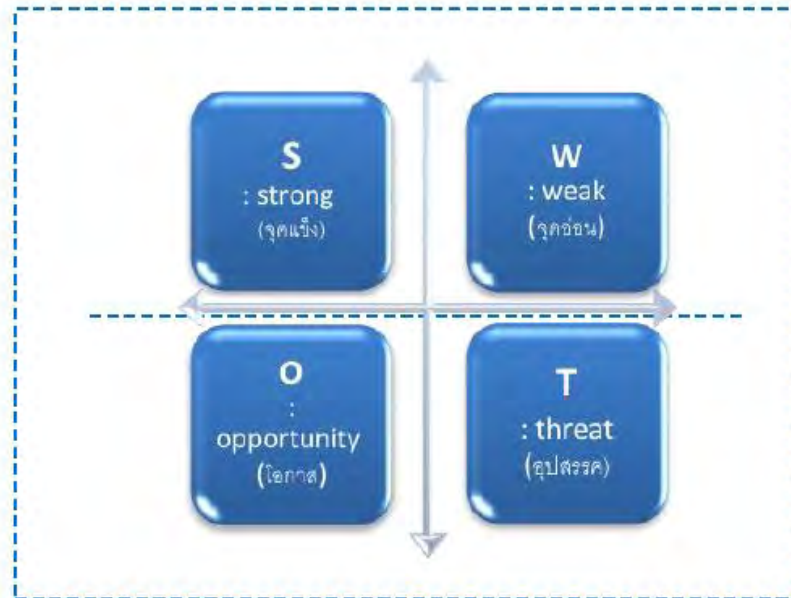 S
: strong
(จุดแข็ง)
W
: weak
(จุดอ่อน)
O
:
opportunity
(โอกาส)
T
: threat
(อุปสรรค)